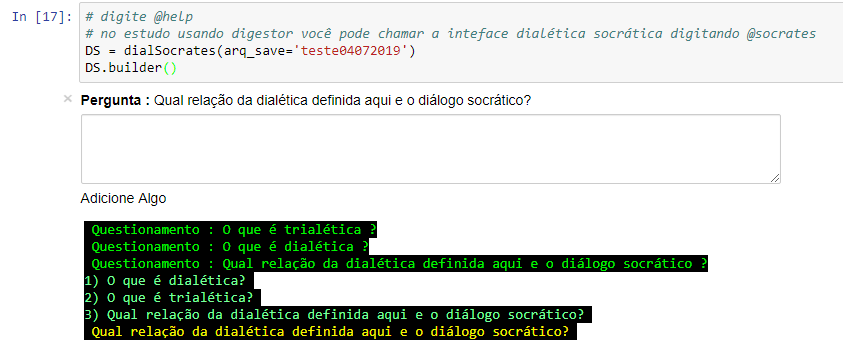 In [17]: # digite @help
# no estudo usando digestor você pode chamar a inteface dialética socrática digitando @socrates
DS = dialSocrates(arq_save='teste04072019')
DS.builder()
× Pergunta : Qual relação da dialética definida aqui e o diálogo socrático?
Adicione Algo
Questionamento : O que é trialética ?
Questionamento : O que é dialética ?
Questionamento : Qual relação da dialética definida aqui e o diálogo socrático ?
1) O que é dialética?
2) O que é trialética?
3) Qual relação da dialética definida aqui e o diálogo socrático?
Qual relação da dialética definida aqui e o diálogo socrático?